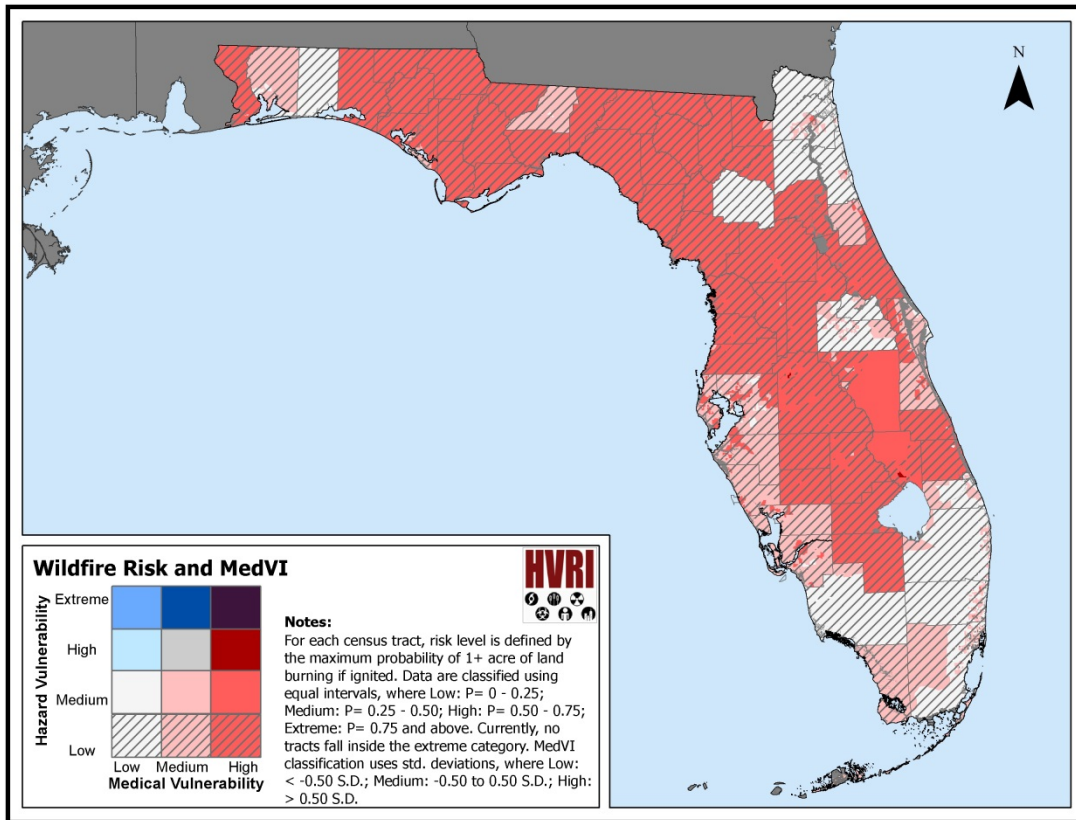 N
Wildfire Risk and MedVI
HVRI
Extreme
High
Medium
Low
Hazard Vulnerability
Low Medium High
Medical Vulnerability
Notes:
For each census tract, risk level is defined by
the maximum probability of 1+ acre of land
burning if ignited. Data are classified using
equal intervals, where Low: P= 0 - 0.25;
Medium: P= 0.25 - 0.50; High: P= 0.50 - 0.75;
Extreme: P= 0.75 and above. Currently, no
tracts fall inside the extreme category. MedVI
classification uses std. deviations, where Low:
< -0.50 S.D.; Medium: -0.50 to 0.50 S.D.; High:
> 0.50 S.D.